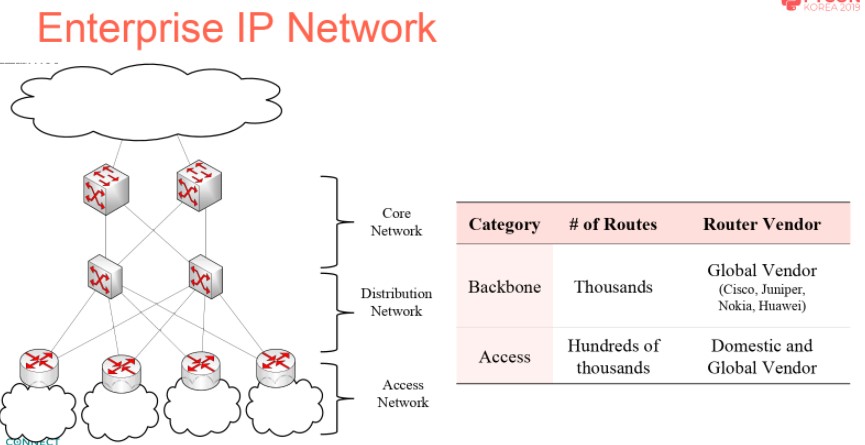 Enterprise IP Network
KOREA 2019
Core
Network
Distribution
Network
Access
Network
Category # of Routes Router Vendor
Backbone Thousands Global Vendor
(Cisco, Juniper,
Nokia, Huawei)
Access Hundreds of
thousands Domestic and
Global Vendor
CONNECT